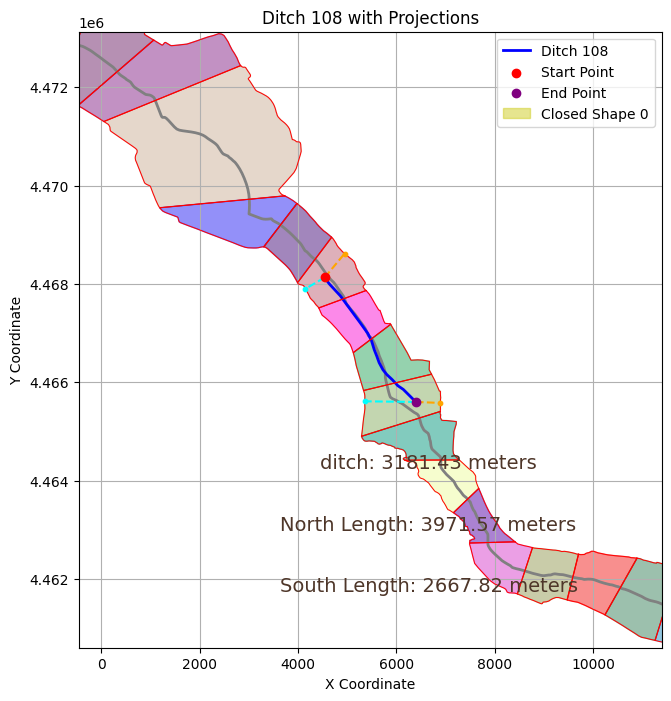 Ditch 108 with Projections
1e6
Ditch 108
Start Point
End Point
Closed Shape 0
4.472
4.470
4.468
4.466
4.464
4.462
Y Coordinate
ditch: 3181.43 meters
North Length: 3971.57 meters
South Length: 2667.82 meters
0 2000 4000 6000 8000 10000
X Coordinate